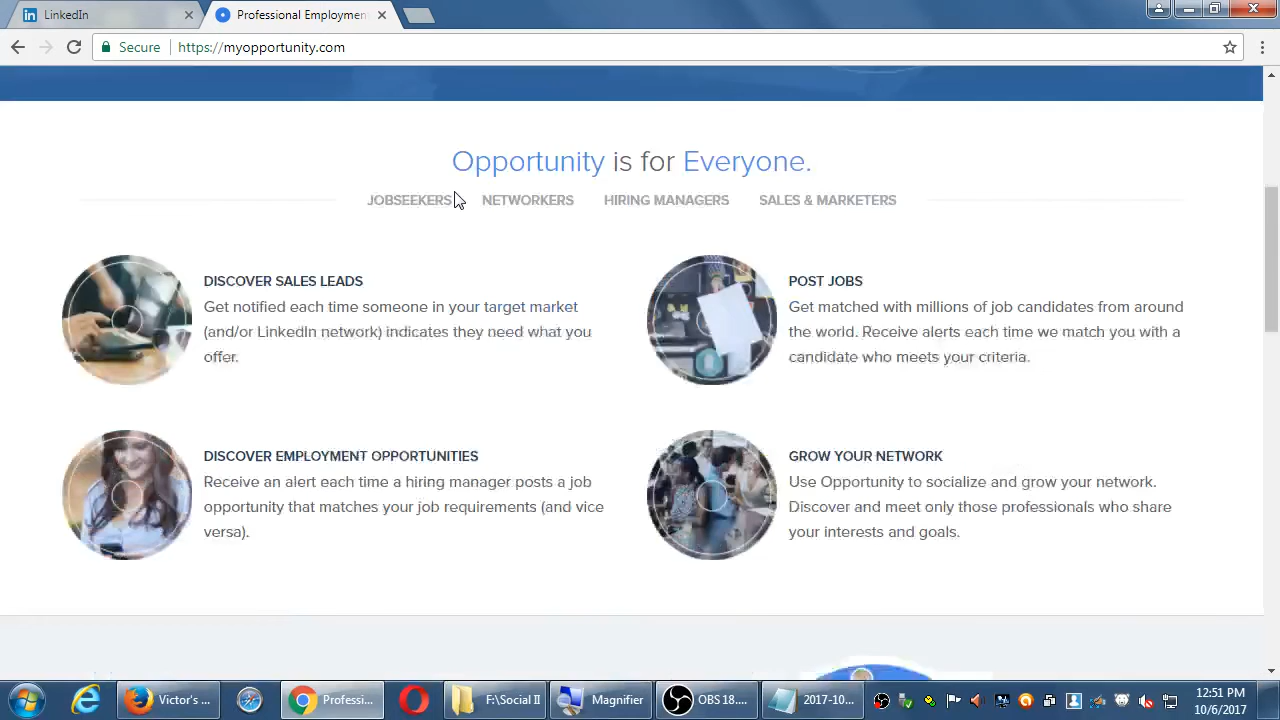 LinkedIn
Professional Employmen
Secure
https://myopportunity.com
Opportunity is for Everyone.
JOBSEEKERS NETWORKERS HIRING MANAGERS SALES & MARKETERS
DISCOVER SALES LEADS
Get notified each time someone in your target market
(and/or LinkedIn network) indicates they need what you
offer.
POST JOBS
Get matched with millions of job candidates from around
the world. Receive alerts each time we match you with a
candidate who meets your criteria.
DISCOVER EMPLOYMENT OPPORTUNITIES
Receive an alert each time a hiring manager posts a job
opportunity that matches your job requirements (and vice
versa).
GROW YOUR NETWORK
Use Opportunity to socialize and grow your network.
Discover and meet only those professionals who share
your interests and goals.
Victor's ...
Professi...
F:\Social II
Magnifier
OBS 18....
2017-10...
12:51 PM
10/6/2017